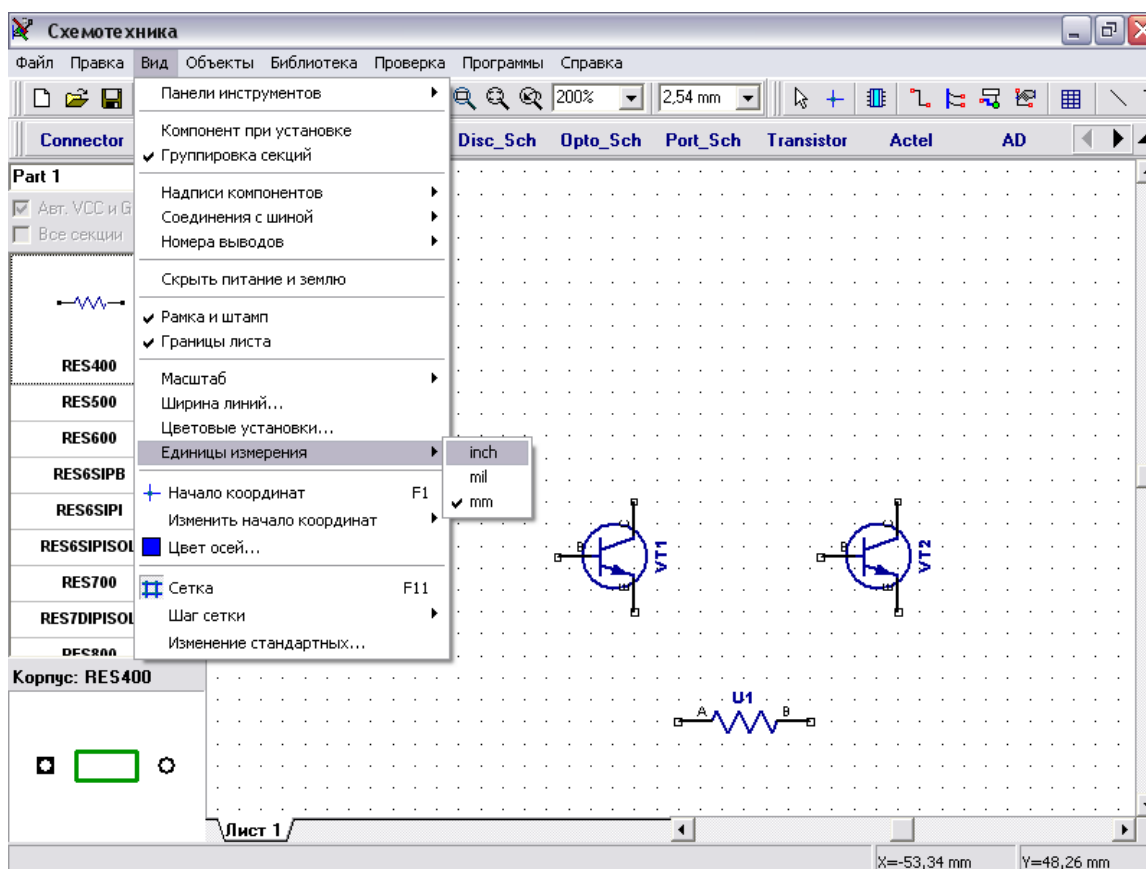 Схемотехника
Файл Правка Вид Объекты Библиотека Проверка Программы Справка
200% 2,54 mm
Connector Disc_Sch Opto_Sch Port_Sch Transistor Actel AD
Part 1
Авт. VCC и G
Все секции
RES400
RES500
RES600
RES6SIPB
RES6SIPI
RES6SIPISOL
RES700
RES7DIPISOL
RES800
Корпус: RES400
Панели инструментов
Компонент при установке
Группировка секций
Надписи компонентов
Соединения с шиной
Номера выводов
Скрыть питание и землю
Рамка и штамп
Границы листа
Масштаб
Ширина линий...
Цветовые установки...
Единицы измерения
Начало координат F1
Изменить начало координат
Цвет осей...
Сетка F11
Шаг сетки
Изменение стандартных...
inch
mil
mm
C C
B VT1 B VT2
E E
U1
A B
Лист 1
X=-53,34 mm Y=48,26 mm